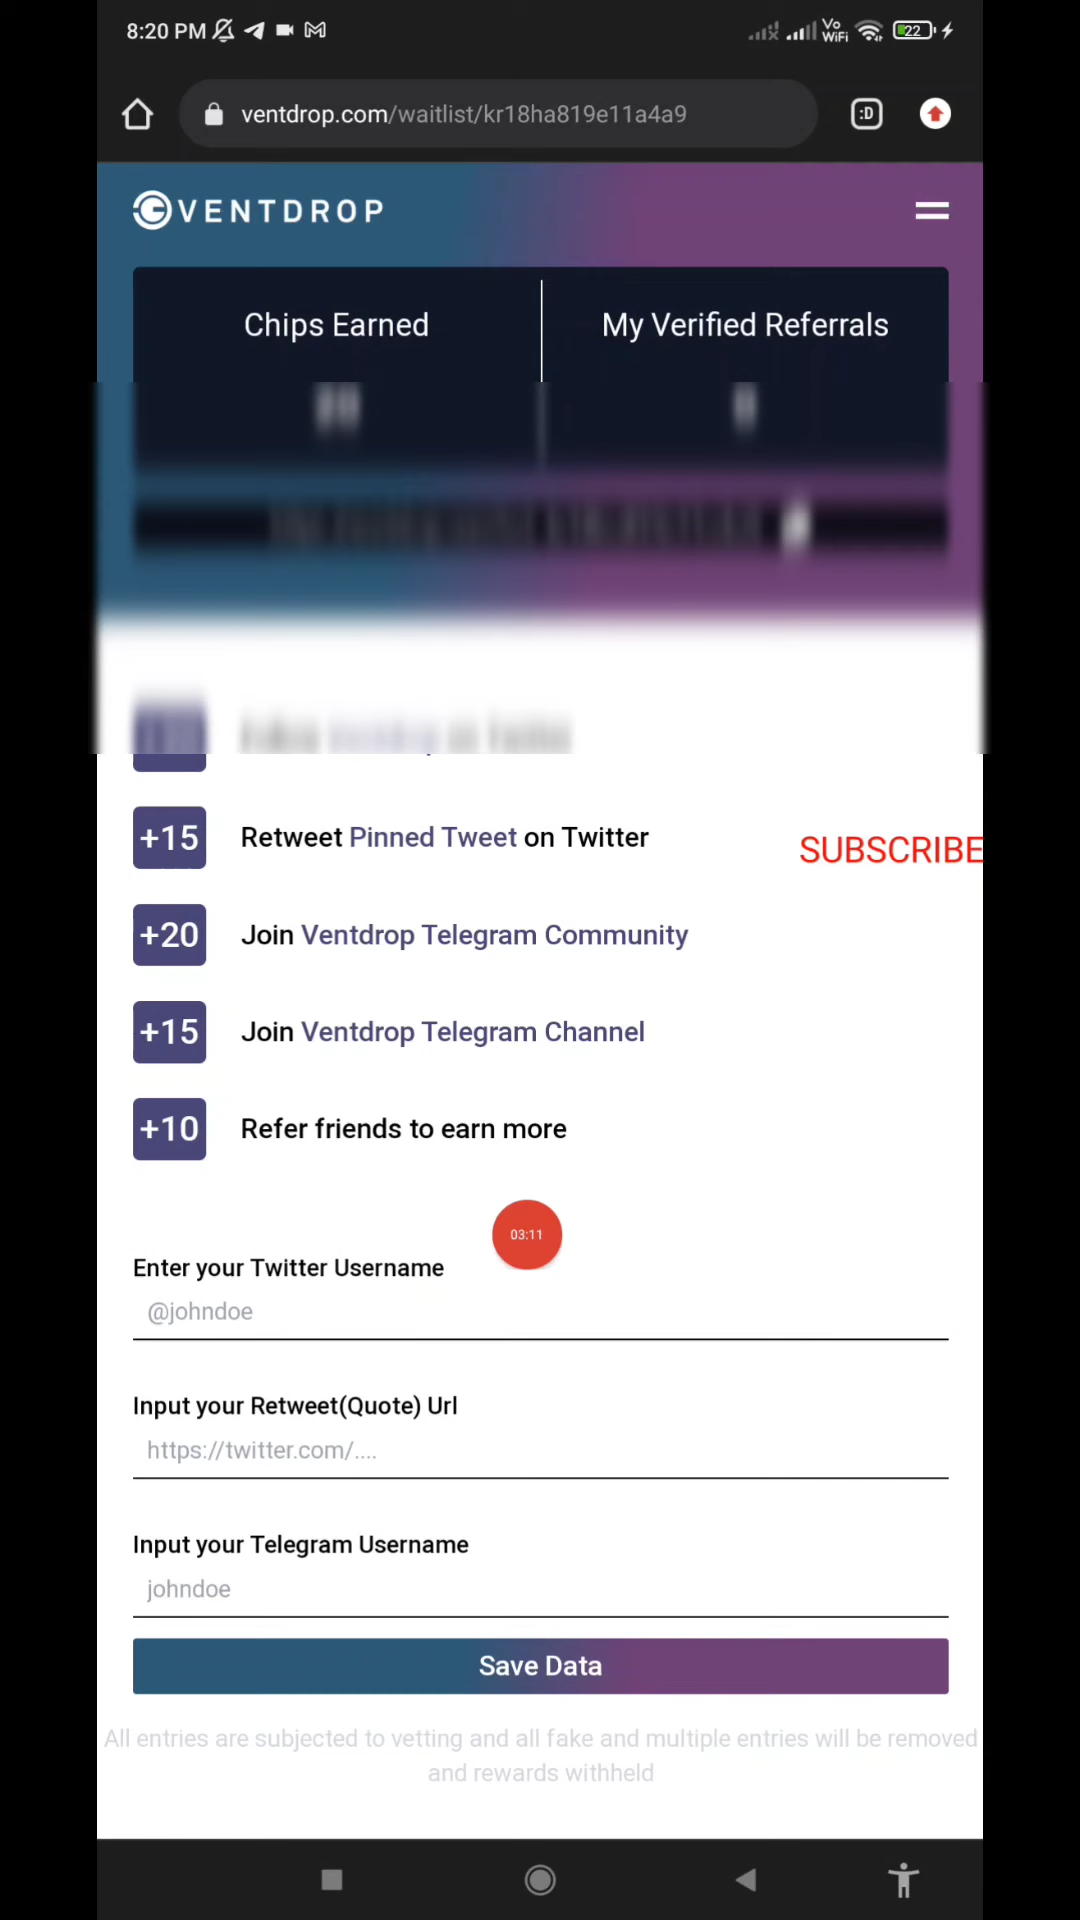 8:20 PM
Vo
WiFi
22
ventdrop.com/waitlist/kr18ha819e11a4a9
:D
VENTDROP
Chips Earned
My Verified Referrals
+15
Retweet Pinned Tweet on Twitter
SUBSCRIBE
+20
Join Ventdrop Telegram Community
+15
Join Ventdrop Telegram Channel
+10
Refer friends to earn more
03:11
Enter your Twitter Username
@johndoe
Input your Retweet(Quote) Url
https://twitter.com/....
Input your Telegram Username
johndoe
Save Data
All entries are subjected to vetting and all fake and multiple entries will be removed
and rewards withheld